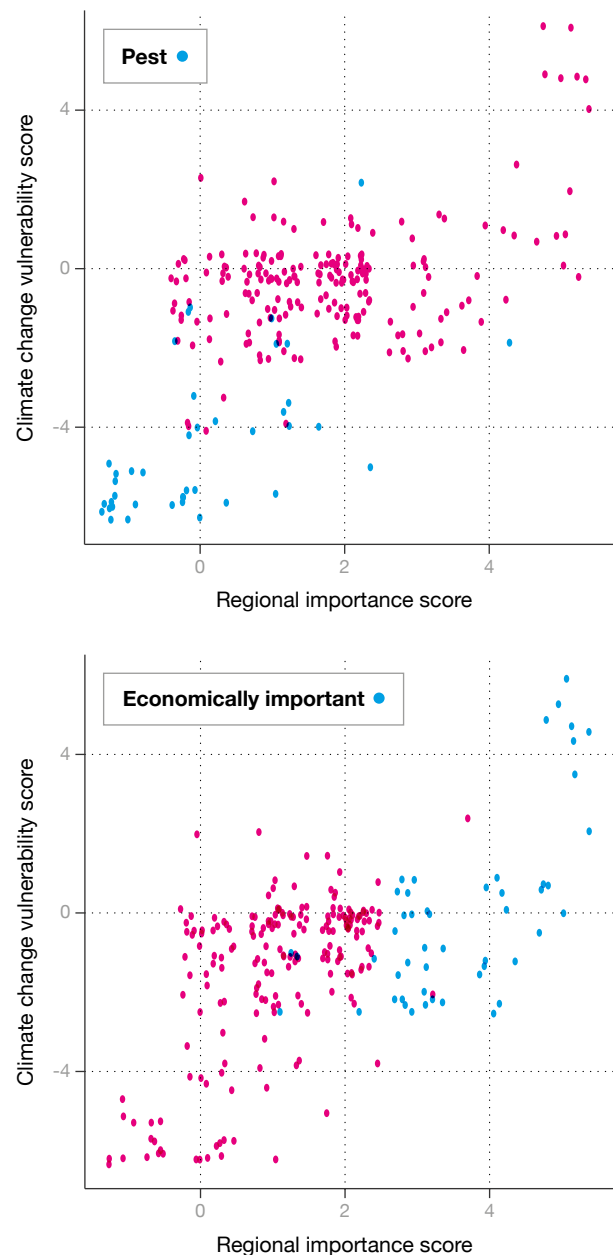 Pest
Climate change vulnerability score
4
0
-4
0 2 4
Regional importance score
Economically important
Climate change vulnerability score
4
0
-4
0 2 4
Regional importance score